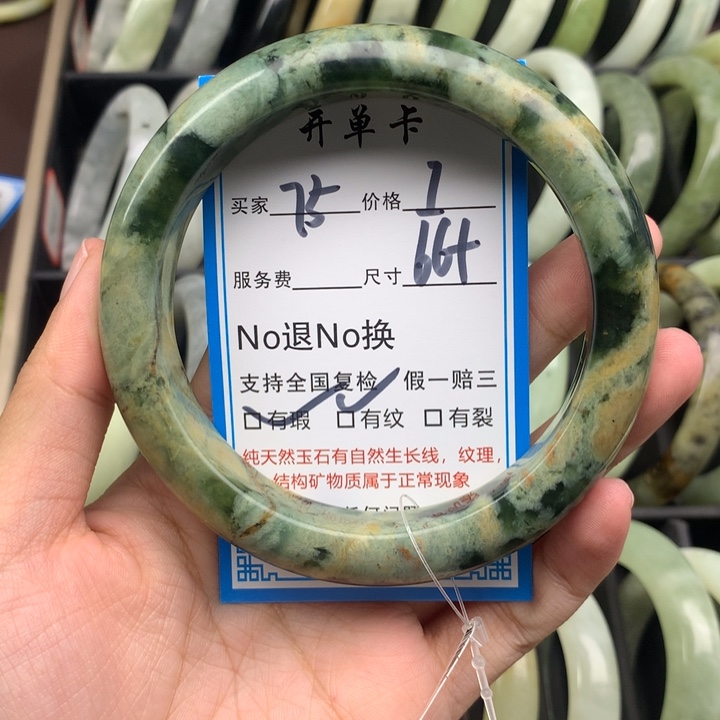 开单卡
买家 75 价格 1
服务费 尺寸 66+
No退No换
支持全国复检 假一赔三
☐有瑕 ☐有纹 ☐有裂
纯天然玉石有自然生长线，纹理，
结构矿物质属于正常现象